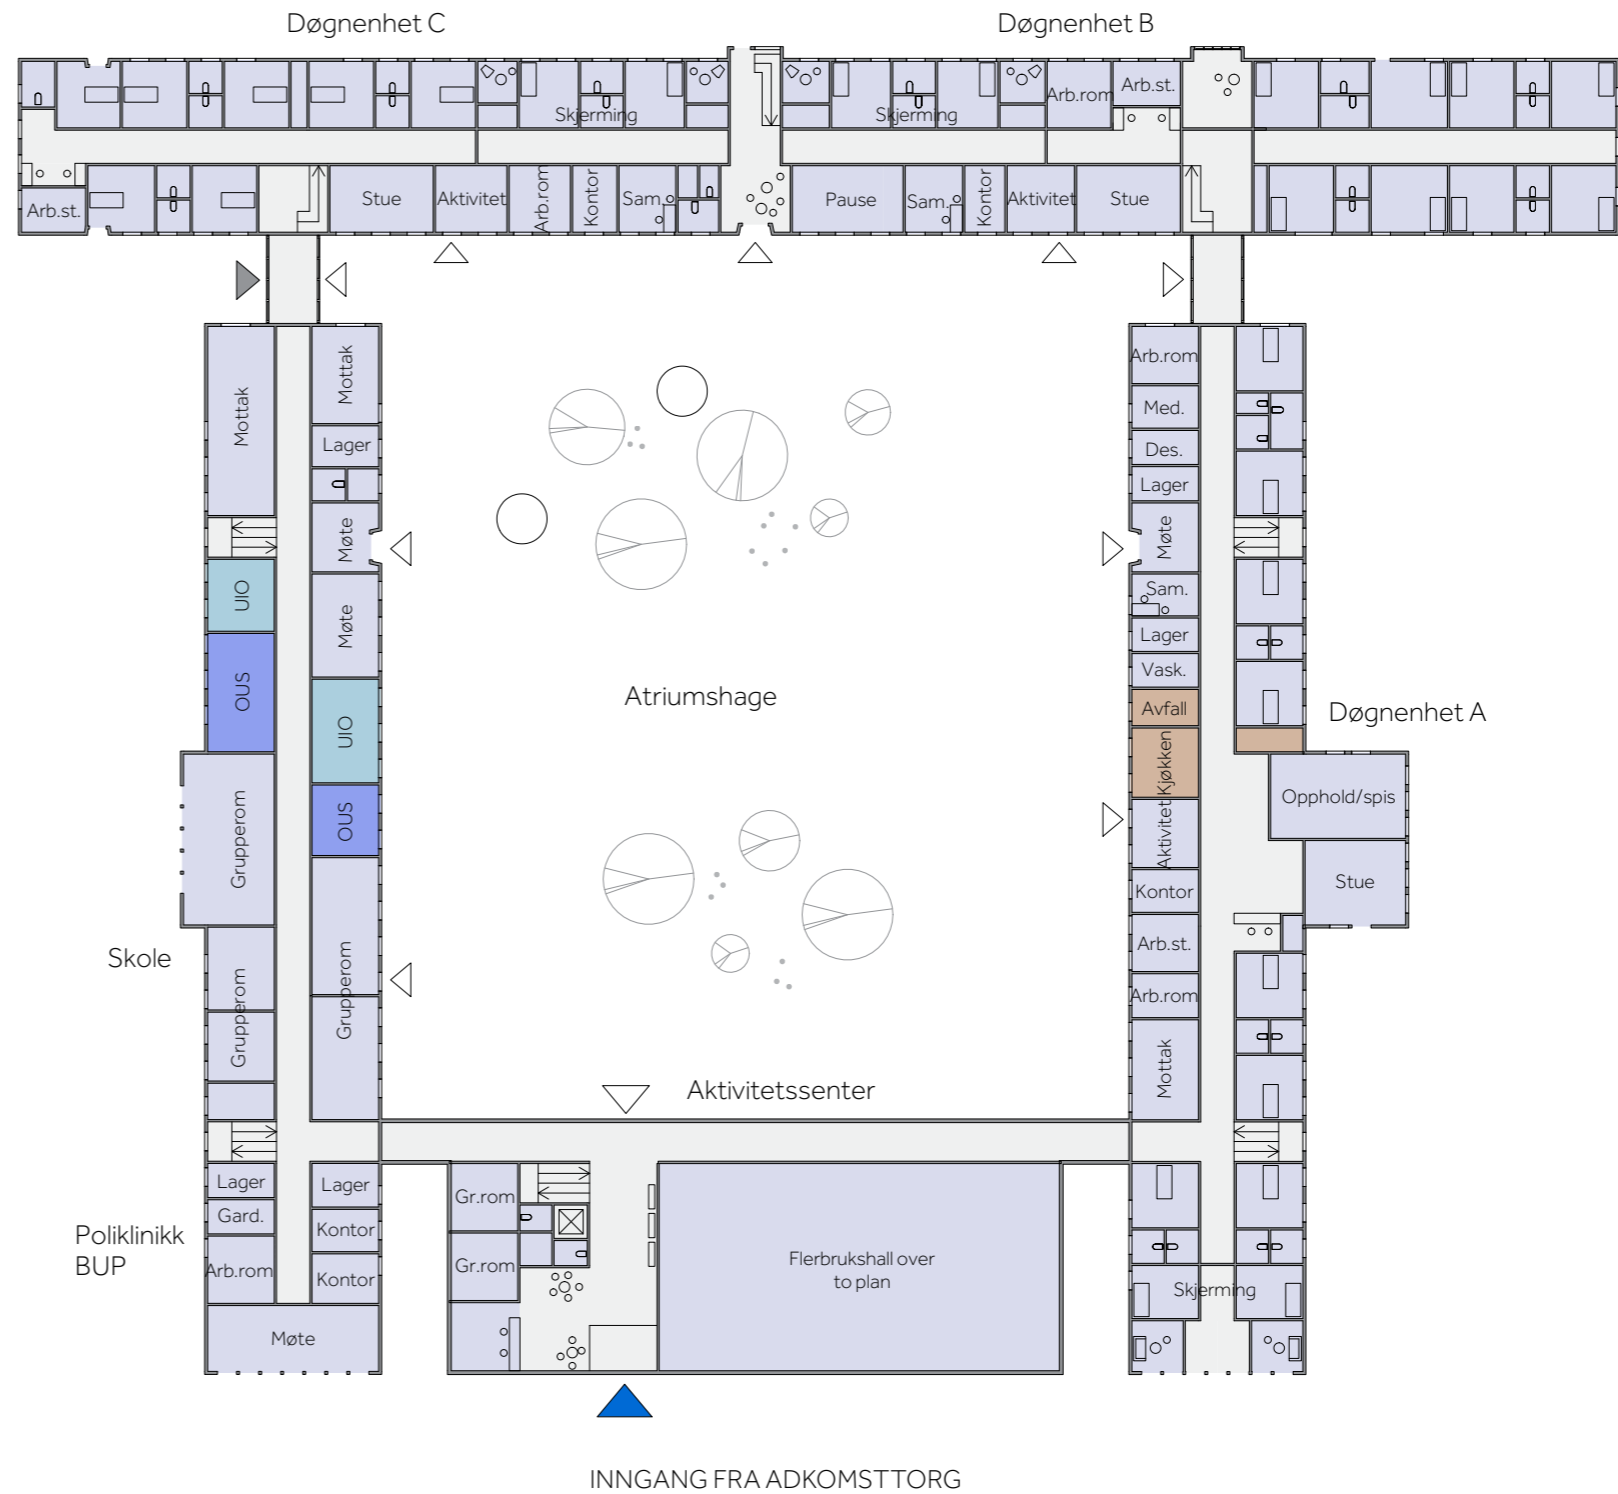 Døgnenhet C
Døgnenhet B
Skjerming
Skjerming
Arb.rom
Arb.st.
Arb.st.
Stue
Aktivitet
Arb.rom
Kontor
Sam.
Pause
Sam.
Kontor
Aktivitet
Stue
Mottak
Mottak
Lager
Møte
Møte
UIO
OUS
UIO
OUS
Grupperom
Grupperom
Grupperom
Skole
Lager
Gard.
Arb.rom
Lager
Kontor
Kontor
Møte
Poliklinikk
BUP
Atriumshage
Aktivitetssenter
Arb.rom
Med.
Des.
Lager
Møte
Sam.
Lager
Vask.
Avfall
Kjøkken
Aktivitet
Kontor
Arb.st.
Arb.rom
Mottak
Døgnenhet A
Opphold/spis
Stue
Skjerming
Gr.rom
Gr.rom
Flerbrukshall over
to plan
INNGANG FRA ADKOMSTTORG